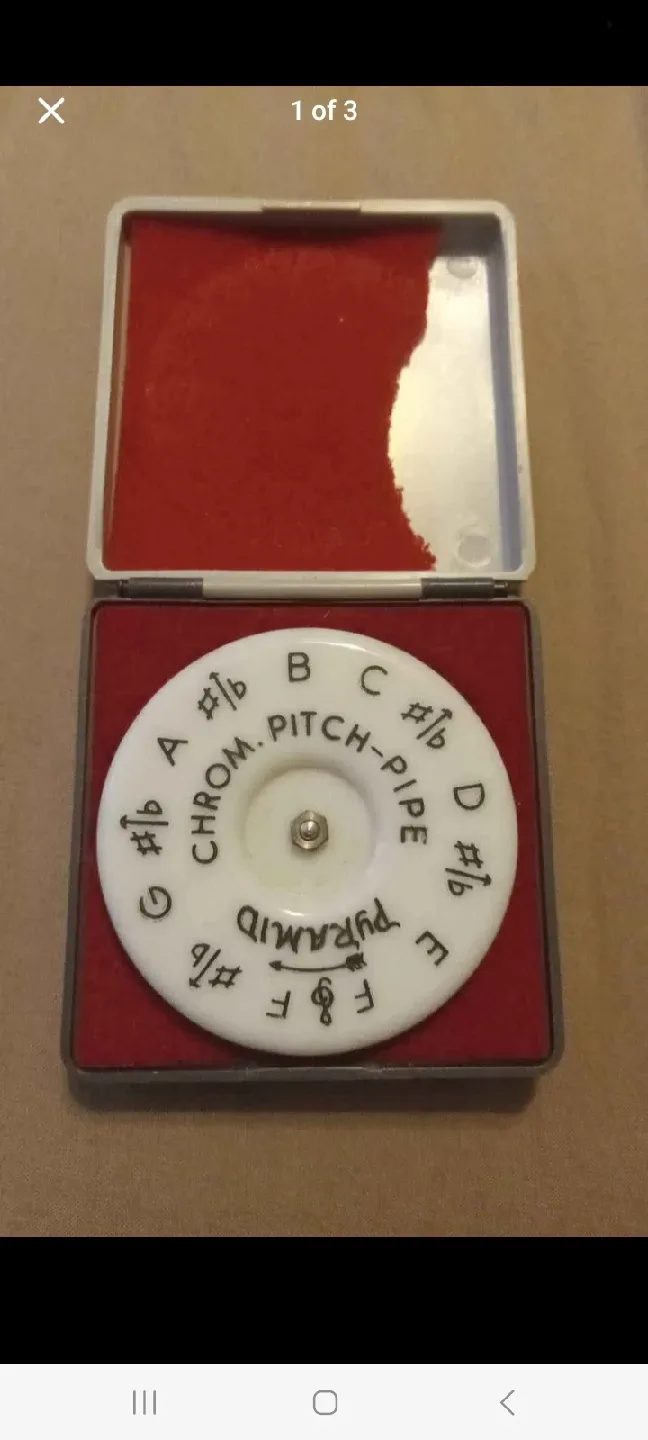 1 of 3
CHROM. PITCH-PIPE
PYRAMID
F
#/b
G
#/b
A
#/b
B
C
#/b
D
#/b
E
F